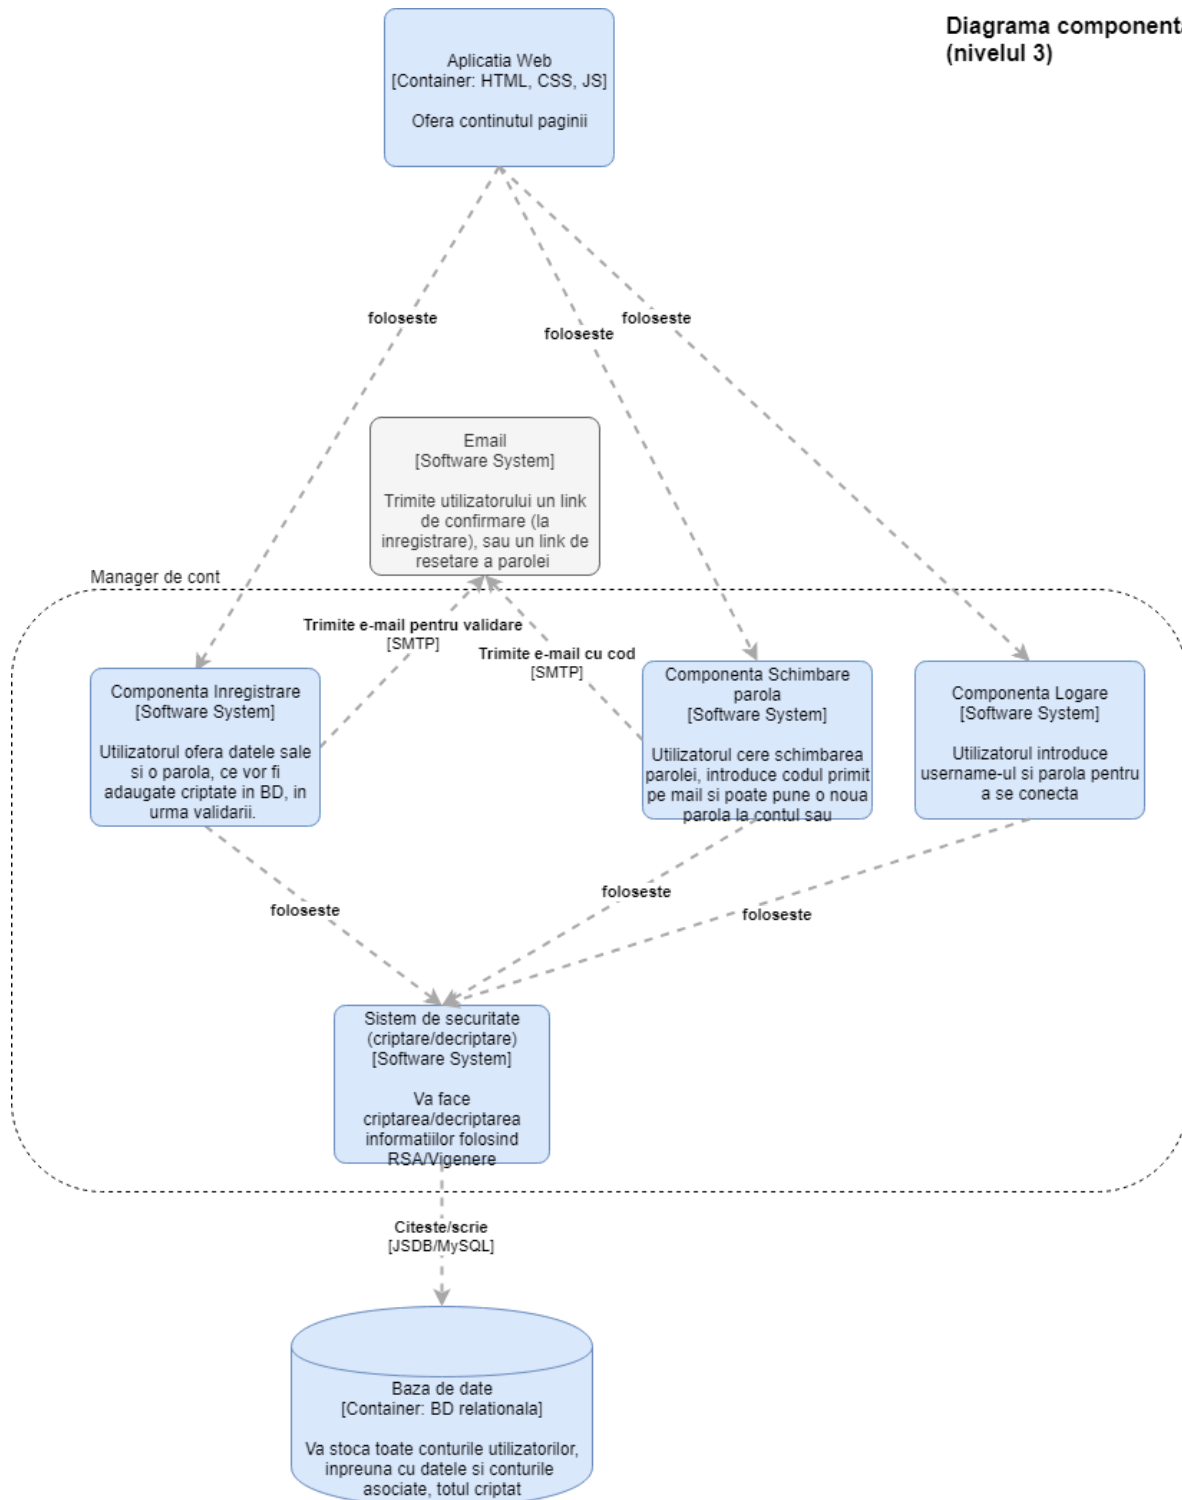 Diagrama componenta
(nivelul 3)
Aplicatia Web
[Container: HTML, CSS, JS]
Ofera continutul paginii
foloseste
foloseste
foloseste
Email
[Software System]
Trimite utilizatorului un link
de confirmare (la
inregistrare), sau un link de
resetare a parolei
Manager de cont
Trimite e-mail pentru validare
[SMTP]
Trimite e-mail cu cod
[SMTP]
Componenta Inregistrare
[Software System]
Utilizatorul ofera datele sale
si o parola, ce vor fi
adaugate criptate in BD, in
urma validarii.
Componenta Schimbare
parola
[Software System]
Utilizatorul cere schimbarea
parolei, introduce codul primit
pe mail si poate pune o noua
parola la contul sau
Componenta Logare
[Software System]
Utilizatorul introduce
username-ul si parola pentru
a se conecta
foloseste
foloseste
foloseste
Sistem de securitate
(criptare/decriptare)
[Software System]
Va face
criptarea/decriptarea
informatiilor folosind
RSA/Vigenere
Citeste/scrie
[JSDB/MySQL]
Baza de date
[Container: BD relationala]
Va stoca toate conturile utilizatorilor,
inpreuna cu datele si conturile
asociate, totul criptat